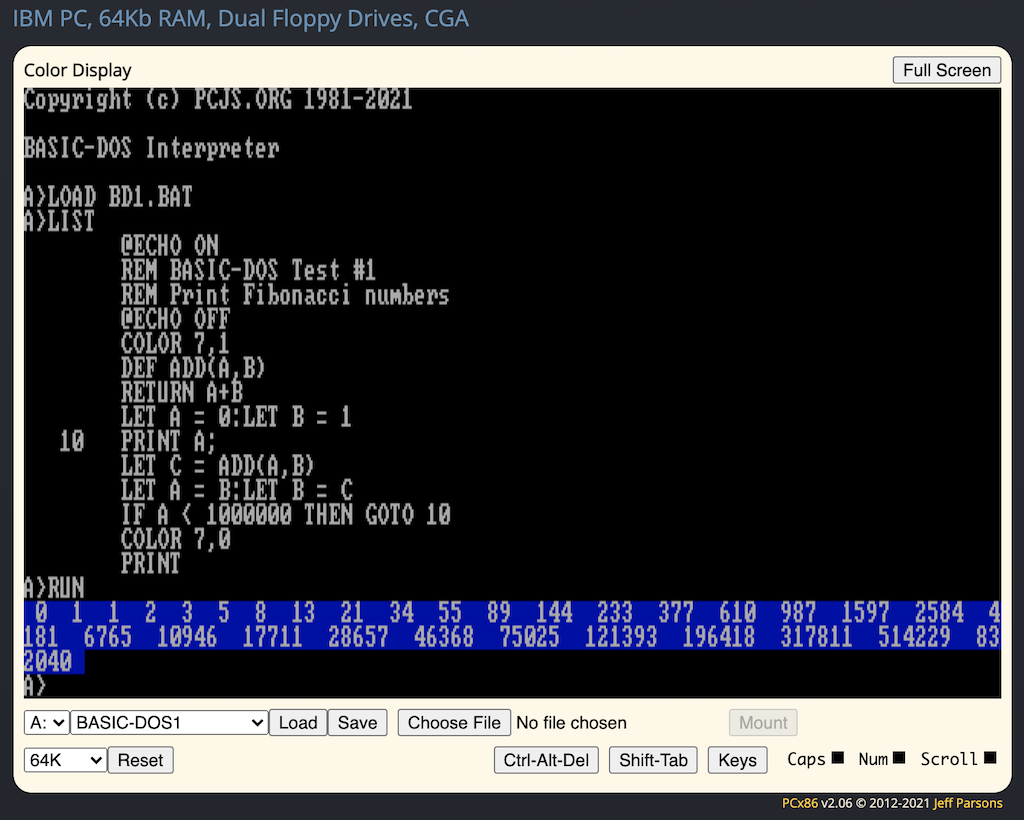 IBM PC, 64Kb RAM, Dual Floppy Drives, CGA
Color Display
Full Screen
Copyright (c) PCJS.ORG 1981-2021
BASIC-DOS Interpreter
A>LOAD BD1.BAT
A>LIST
@ECHO ON
REM BASIC-DOS Test #1
REM Print Fibonacci numbers
@ECHO OFF
COLOR 7,1
DEF ADD(A,B)
RETURN A+B
LET A = 0:LET B = 1
10 PRINT A;
LET C = ADD(A,B)
LET A = B:LET B = C
IF A < 1000000 THEN GOTO 10
COLOR 7,0
PRINT
A>RUN
0 1 1 2 3 5 8 13 21 34 55 89 144 233 377 610 987 1597 2584 4
181 6765 10946 17711 28657 46368 75025 121393 196418 317811 514229 83
2040
A>
A: BASIC-DOS1 Load Save Choose File No file chosen Mount
64K Reset Ctrl-Alt-Del Shift-Tab Keys Caps Num Scroll
PCx86 v2.06 © 2012-2021 Jeff Parsons